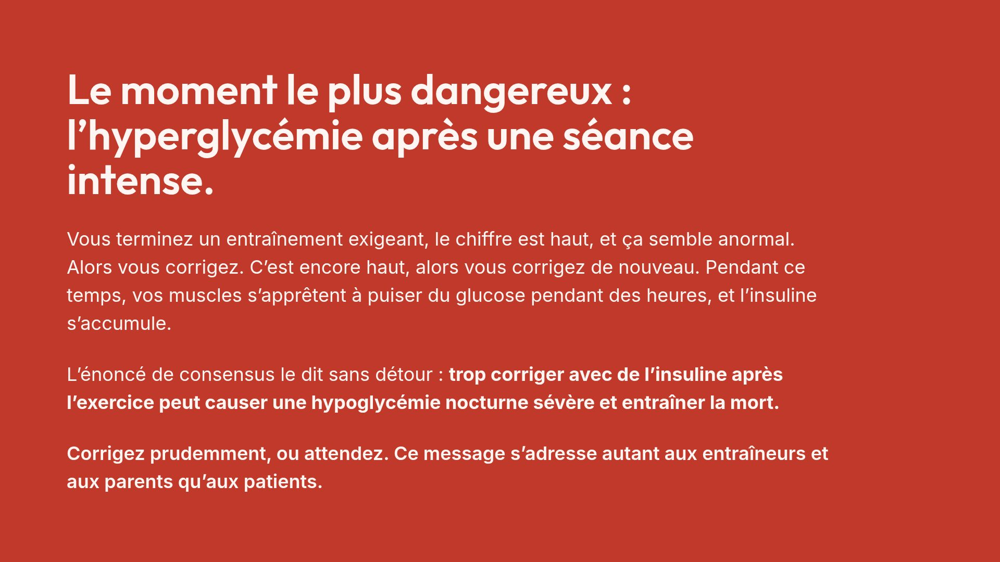 Le moment le plus dangereux :
l’hyperglycémie après une séance
intense.
Vous terminez un entraînement exigeant, le chiffre est haut, et ça semble anormal.
Alors vous corrigez. C’est encore haut, alors vous corrigez de nouveau. Pendant ce
temps, vos muscles s’apprêtent à puiser du glucose pendant des heures, et l’insuline
s’accumule.
L’énoncé de consensus le dit sans détour : trop corriger avec de l’insuline après
l’exercice peut causer une hypoglycémie nocturne sévère et entraîner la mort.
Corrigez prudemment, ou attendez. Ce message s’adresse autant aux entraîneurs et
aux parents qu’aux patients.